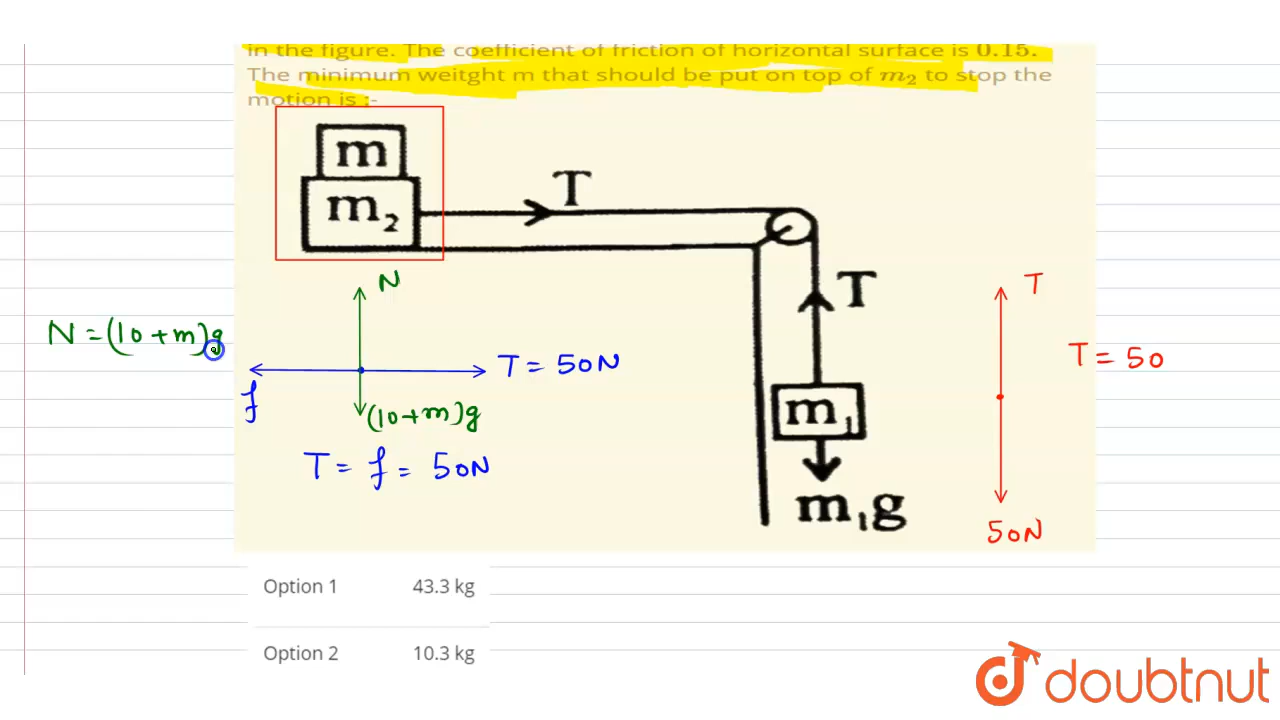 in the figure. The coefficient of friction of horizontal surface is 0.15.
The minimum weitght m that should be put on top of m₂ to stop the
motion is :-
m
m₂
T
T
m₁
m₁g
N
N = (10 + m)g
T = 50N
f
(10+m)g
T = f = 50N
T
T = 50
50N
Option 1 43.3 kg
Option 2 10.3 kg
doubtnut